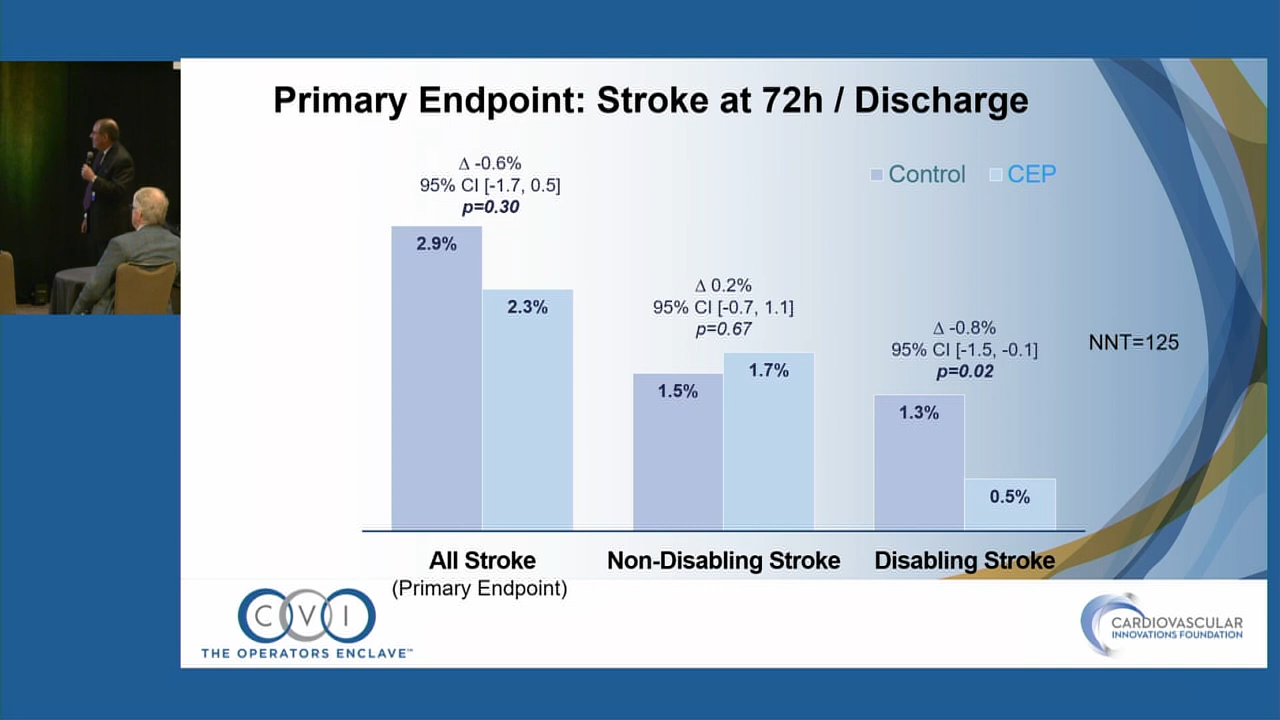 Primary Endpoint: Stroke at 72h / Discharge
Δ -0.6%
95% CI [-1.7, 0.5]
p=0.30
Control CEP
2.9%
2.3%
Δ 0.2%
95% CI [-0.7, 1.1]
p=0.67
1.5%
1.7%
Δ -0.8%
95% CI [-1.5, -0.1]
p=0.02
NNT=125
1.3%
0.5%
All Stroke
(Primary Endpoint)
Non-Disabling Stroke
Disabling Stroke
CVI
THE OPERATORS ENCLAVE™
CARDIOVASCULAR
INNOVATIONS FOUNDATION